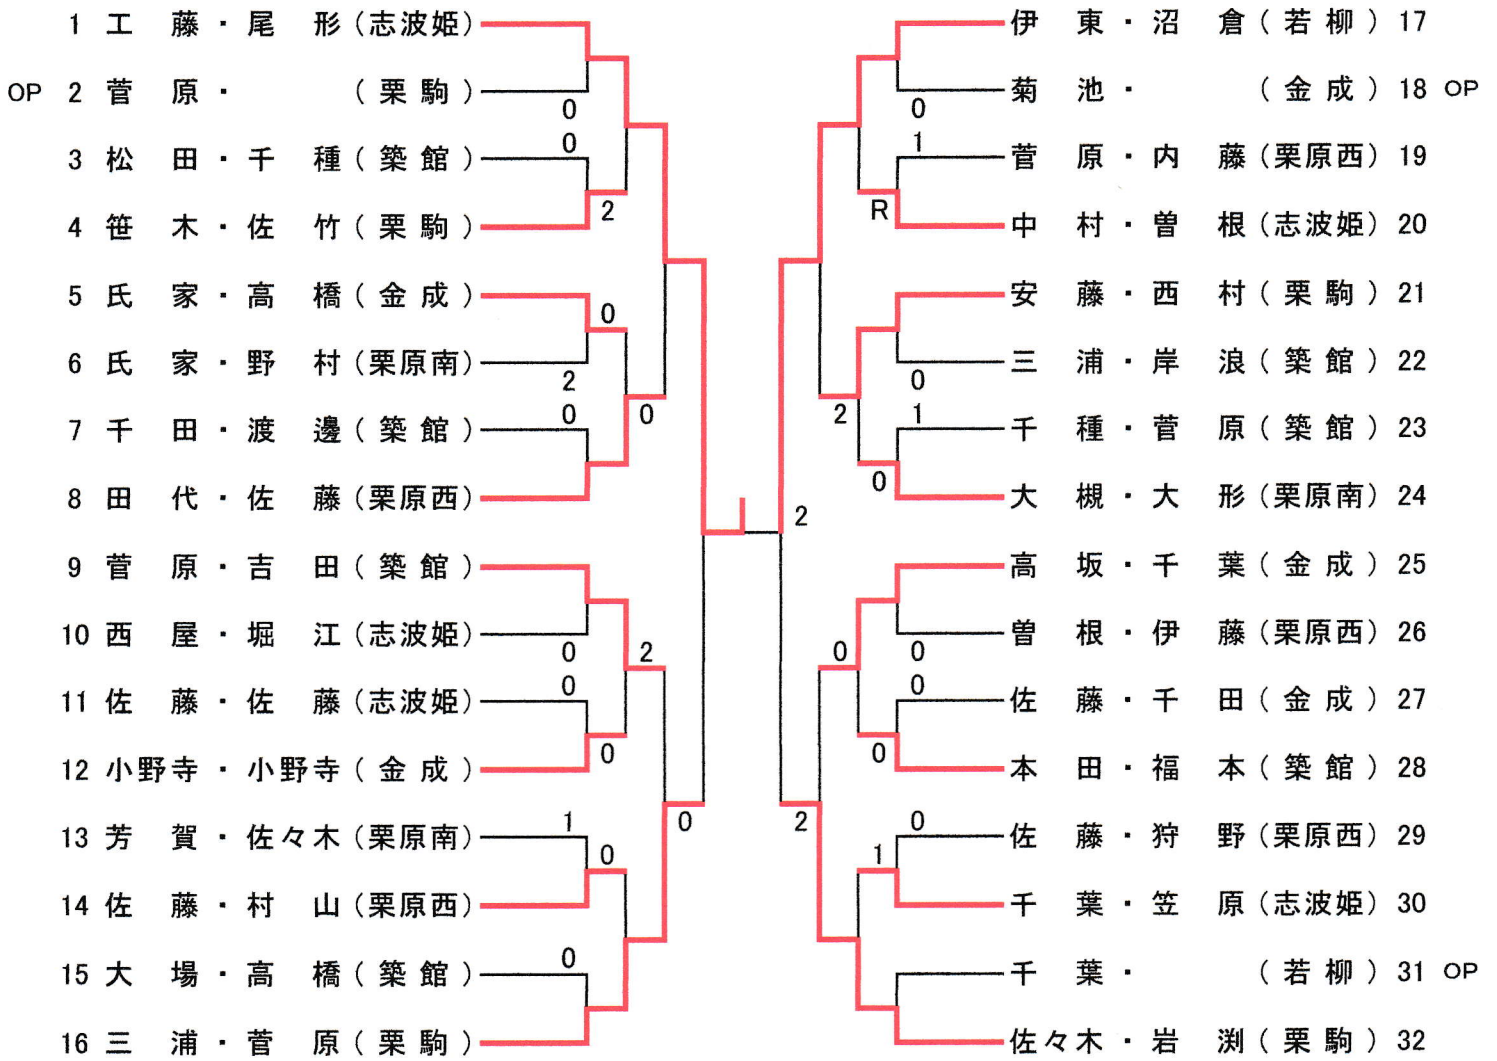 1 工藤・尾形(志波姫)
OP 2 菅原・(栗駒)
0
0
3 松田・千種(築館)
2
4 笹木・佐竹(栗駒)
5 氏家・高橋(金成)
0
6 氏家・野村(栗原南)
2
0
0
7 千田・渡邊(築館)
8 田代・佐藤(栗原西)
9 菅原・吉田(築館)
10 西屋・堀江(志波姫)
0
2
0
11 佐藤・佐藤(志波姫)
0
12 小野寺・小野寺(金成)
0
1
13 芳賀・佐々木(栗原南)
0
14 佐藤・村山(栗原西)
0
15 大場・高橋(築館)
16 三浦・菅原(栗駒)
伊東・沼倉(若柳) 17
菊池・(金成) 18 OP
0
1
菅原・内藤(栗原西) 19
R
中村・曽根(志波姫) 20
安藤・西村(栗駒) 21
三浦・岸浪(築館) 22
0
2
1
千種・菅原(築館) 23
0
大槻・大形(栗原南) 24
2
高坂・千葉(金成) 25
曽根・伊藤(栗原西) 26
0
0
0
佐藤・千田(金成) 27
0
本田・福本(築館) 28
2
0
佐藤・狩野(栗原西) 29
1
千葉・笠原(志波姫) 30
千葉・(若柳) 31 OP
佐々木・岩渕(栗駒) 32